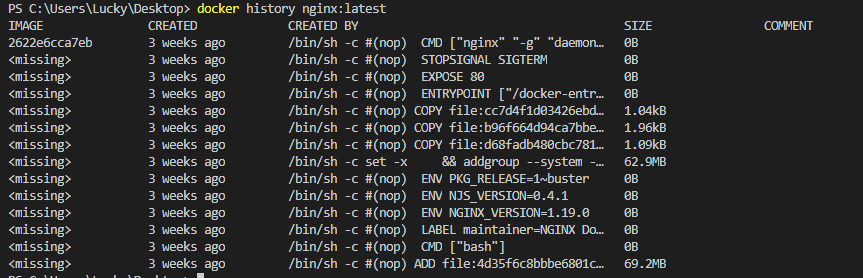 PS C:\Users\Lucky\Desktop> docker history nginx:latest
IMAGE CREATED CREATED BY SIZE COMMENT
2622e6cca7eb 3 weeks ago /bin/sh -c #(nop) CMD ["nginx" "-g" "daemon… 0B
<missing> 3 weeks ago /bin/sh -c #(nop) STOPSIGNAL SIGTERM 0B
<missing> 3 weeks ago /bin/sh -c #(nop) EXPOSE 80 0B
<missing> 3 weeks ago /bin/sh -c #(nop) ENTRYPOINT ["/docker-entr… 0B
<missing> 3 weeks ago /bin/sh -c #(nop) COPY file:cc7d4f1d03426ebd… 1.04kB
<missing> 3 weeks ago /bin/sh -c #(nop) COPY file:b96f664d94ca7bbe… 1.96kB
<missing> 3 weeks ago /bin/sh -c #(nop) COPY file:d68fadb480cbc781… 1.09kB
<missing> 3 weeks ago /bin/sh -c set -x && addgroup --system -… 62.9MB
<missing> 3 weeks ago /bin/sh -c #(nop) ENV PKG_RELEASE=1~buster 0B
<missing> 3 weeks ago /bin/sh -c #(nop) ENV NJS_VERSION=0.4.1 0B
<missing> 3 weeks ago /bin/sh -c #(nop) ENV NGINX_VERSION=1.19.0 0B
<missing> 3 weeks ago /bin/sh -c #(nop) LABEL maintainer=NGINX Do… 0B
<missing> 3 weeks ago /bin/sh -c #(nop) CMD ["bash"] 0B
<missing> 3 weeks ago /bin/sh -c #(nop) ADD file:4d35f6c8bbbe6801c… 69.2MB